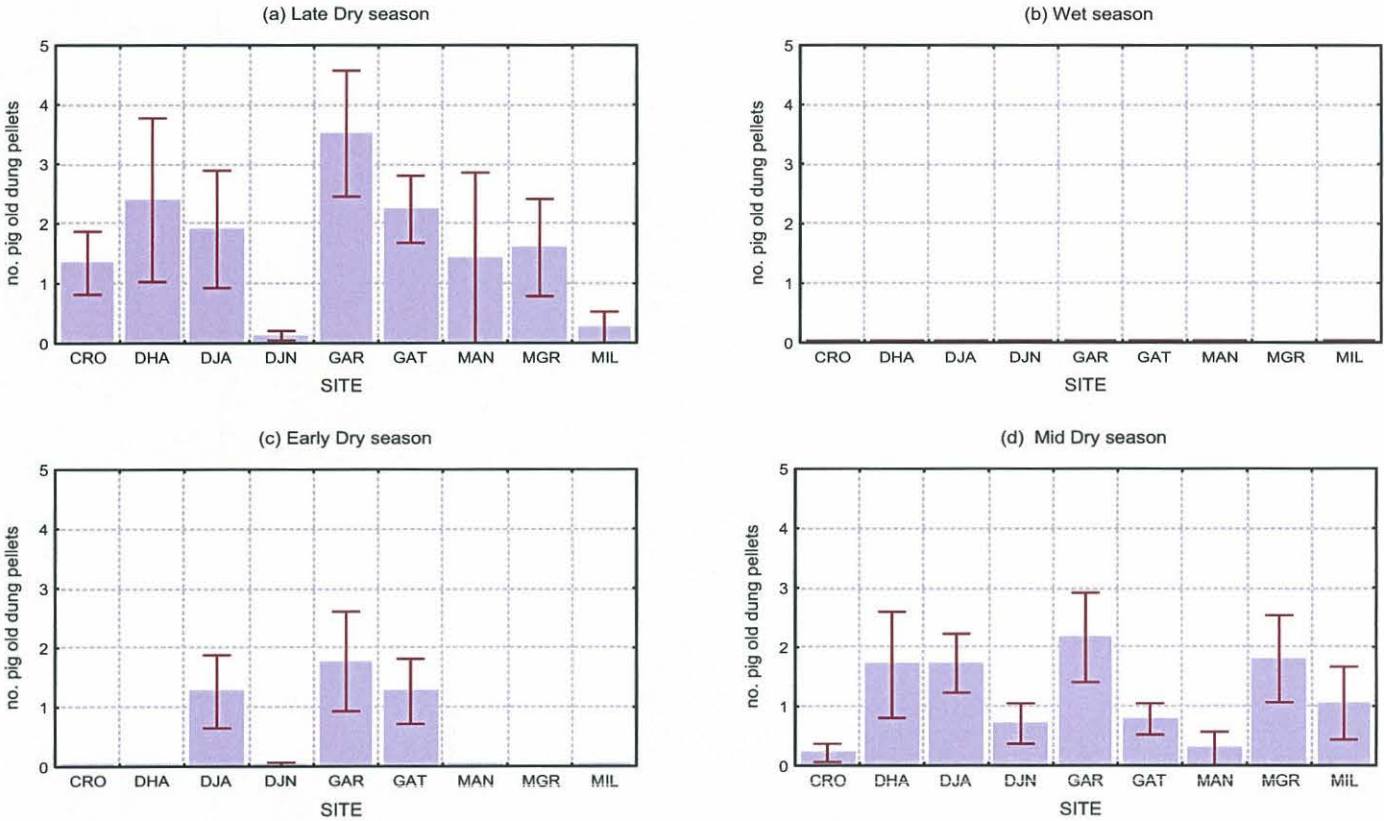 (a) Late Dry season
no. pig old dung pellets
5
4
3
2
1
0
CRO DHA DJA DJN GAR GAT MAN MGR MIL
SITE
(b) Wet season
no. pig old dung pellets
5
4
3
2
1
0
CRO DHA DJA DJN GAR GAT MAN MGR MIL
SITE
(c) Early Dry season
no. pig old dung pellets
5
4
3
2
1
0
CRO DHA DJA DJN GAR GAT MAN MGR MIL
SITE
(d) Mid Dry season
no. pig old dung pellets
5
4
3
2
1
0
CRO DHA DJA DJN GAR GAT MAN MGR MIL
SITE